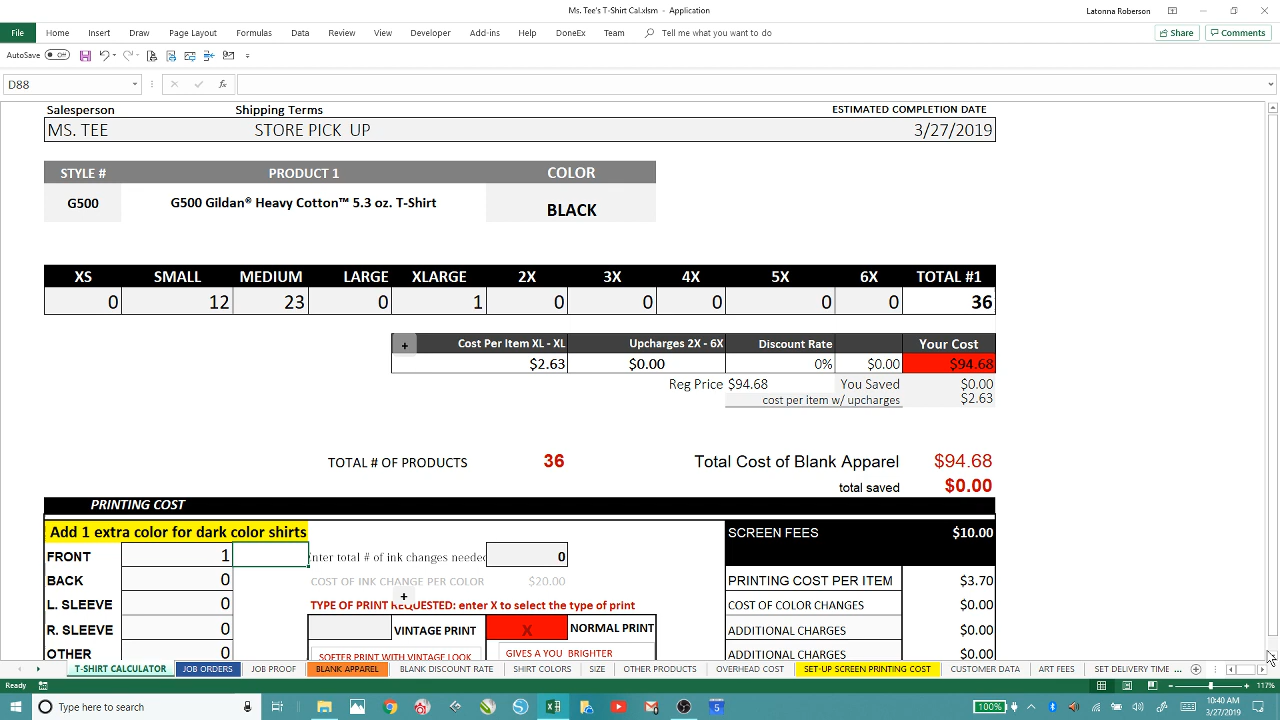 Ms. Tee's T-Shirt Cal.xlsm - Application
Latonna Roberson
File Home Insert Draw Page Layout Formulas Data Review View Developer Add-ins Help DoneEx Team Tell me what you want to do Share Comments
AutoSave Off
D88 fx
Salesperson Shipping Terms ESTIMATED COMPLETION DATE
MS. TEE STORE PICK UP 3/27/2019
STYLE # PRODUCT 1 COLOR
G500 G500 Gildan® Heavy Cotton™ 5.3 oz. T-Shirt BLACK
XS SMALL MEDIUM LARGE XLARGE 2X 3X 4X 5X 6X TOTAL #1
0 12 23 0 1 0 0 0 0 0 36
+ Cost Per Item XL - XL Upcharges 2X - 6X Discount Rate Your Cost
$2.63 $0.00 0% $0.00 $94.68
Reg Price $94.68 You Saved $0.00
cost per item w/ upcharges $2.63
TOTAL # OF PRODUCTS 36 Total Cost of Blank Apparel $94.68
total saved $0.00
PRINTING COST
Add 1 extra color for dark color shirts SCREEN FEES $10.00
FRONT 1 nter total # of ink changes needed 0
BACK 0 COST OF INK CHANGE PER COLOR $20.00 PRINTING COST PER ITEM $3.70
L. SLEEVE 0 TYPE OF PRINT REQUESTED: enter X to select the type of print COST OF COLOR CHANGES $0.00
R. SLEEVE 0 VINTAGE PRINT X NORMAL PRINT ADDITIONAL CHARGES $0.00
OTHER 0 SOFTER PRINT WITH VINTAGE LOOK GIVES A YOU BRIGHTER ADDITIONAL CHARGES $0.00
T-SHIRT CALCULATOR JOB ORDERS JOB PROOF BLANK APPAREL BLANK DISCOUNT RATE SHIRT COLORS SIZE OTHER PRODUCTS OVERHEAD COST SET-UP SCREEN PRINTING COST CUSTOMER DATA ART FEES SET DELIVERY TIME ...
Ready 117%
Type here to search 100% 10:40 AM
3/27/2019